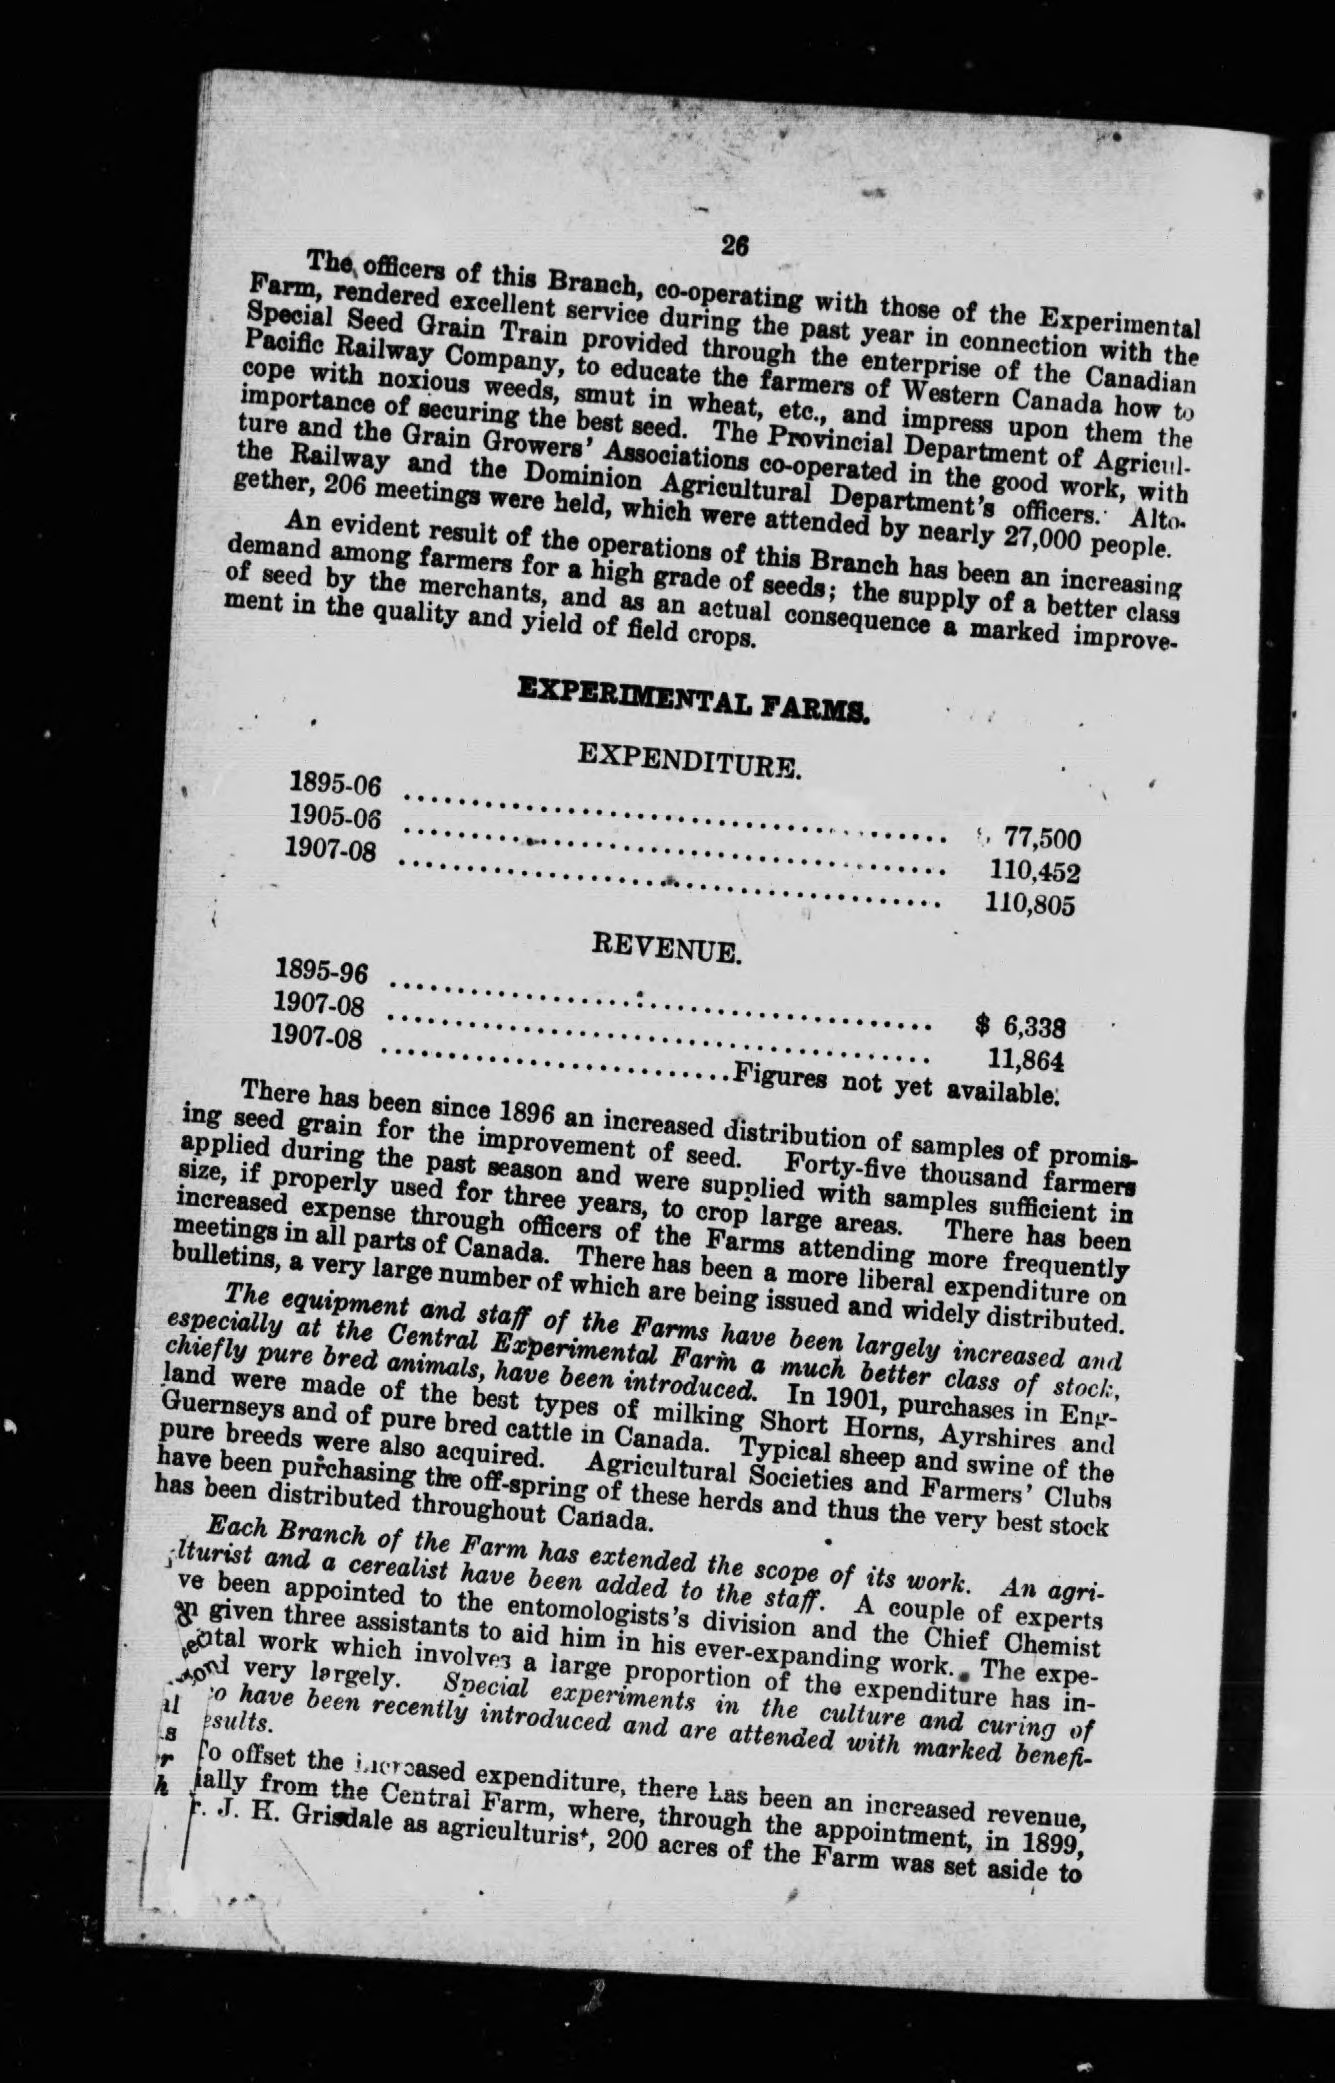 26
The officers of this Branch, co-operating with those of the Experimental
Farm, rendered excellent service during the past year in connection with the
Special Seed Grain Train provided through the enterprise of the Canadian
Pacific Railway Company, to educate the farmers of Western Canada how to
cope with noxious weeds, smut in wheat, etc., and impress upon them the
importance of securing the best seed. The Provincial Department of Agricul-
ture and the Grain Growers' Associations co-operated in the good work, with
the Railway and the Dominion Agricultural Department's officers. Alto-
gether, 206 meetings were held, which were attended by nearly 27,000 people.
An evident result of the operations of this Branch has been an increasing
demand among farmers for a high grade of seeds; the supply of a better class
of seed by the merchants, and as an actual consequence a marked improve-
ment in the quality and yield of field crops.
EXPERIMENTAL FARMS.
EXPENDITURE.
1895-06 ........................................ 77,500
1905-06 ........................................ 110,452
1907-08 ........................................ 110,805
REVENUE.
1895-96 ........................................ $ 6,338
1907-08 ........................................ 11,864
1907-08 ..........................Figures not yet available.
There has been since 1896 an increased distribution of samples of promis-
ing seed grain for the improvement of seed. Forty-five thousand farmers
applied during the past season and were supplied with samples sufficient in
size, if properly used for three years, to crop large areas. There has been
increased expense through officers of the Farms attending more frequently
meetings in all parts of Canada. There has been a more liberal expenditure on
bulletins, a very large number of which are being issued and widely distributed.
The equipment and staff of the Farms have been largely increased and
especially at the Central Experimental Farm a much better class of stock,
chiefly pure bred animals, have been introduced. In 1901, purchases in Eng-
land were made of the best types of milking Short Horns, Ayrshires and
Guernseys and of pure bred cattle in Canada. Typical sheep and swine of the
pure breeds were also acquired. Agricultural Societies and Farmers' Clubs
have been purchasing the off-spring of these herds and thus the very best stock
has been distributed throughout Canada.
Each Branch of the Farm has extended the scope of its work. An agri-
lturist and a cerealist have been added to the staff. A couple of experts
ve been appointed to the entomologists's division and the Chief Chemist
en given three assistants to aid him in his ever-expanding work. The expe-
ntal work which involves a large proportion of the expenditure has in-
very largely. Special experiments in the culture and curing of
o have been recently introduced and are attended with marked benefi-
esults.
To offset the increased expenditure, there has been an increased revenue,
ially from the Central Farm, where, through the appointment, in 1899,
r. J. H. Grisdale as agriculturist, 200 acres of the Farm was set aside to